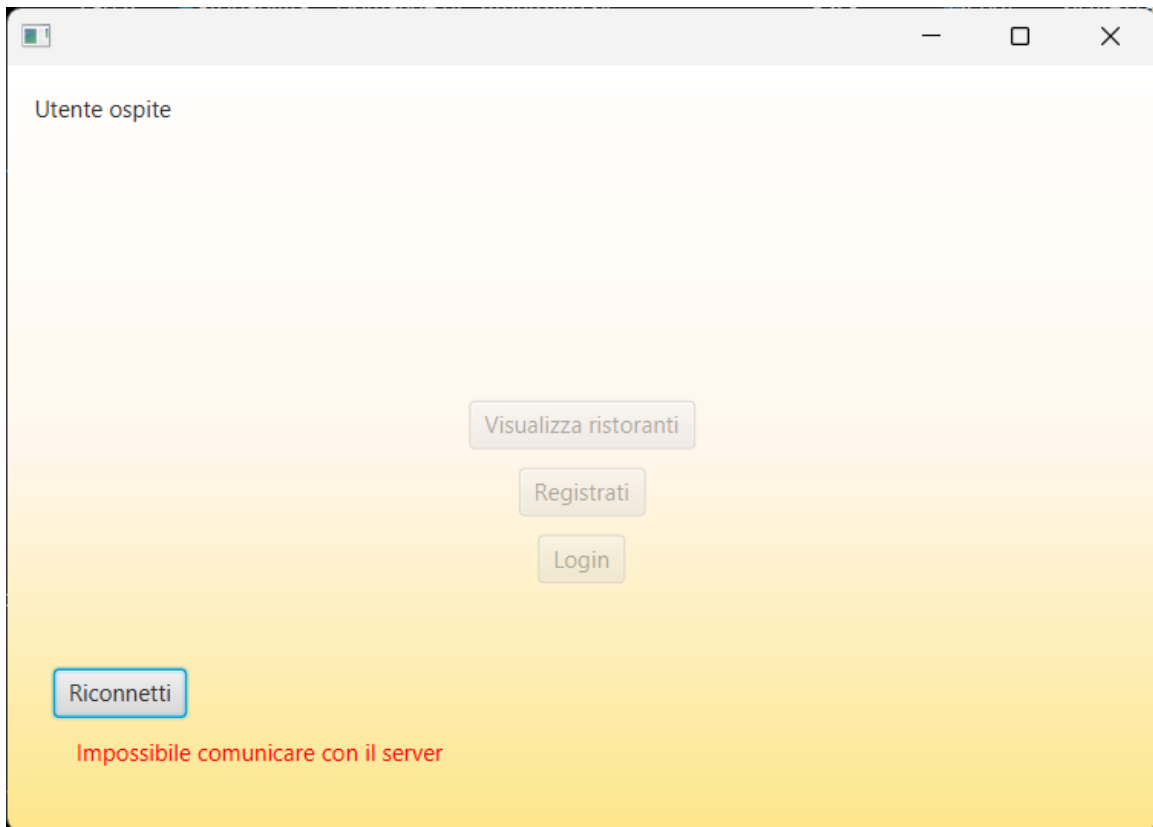 Utente ospite
Visualizza ristoranti
Registrati
Login
Riconnetti
Impossibile comunicare con il server